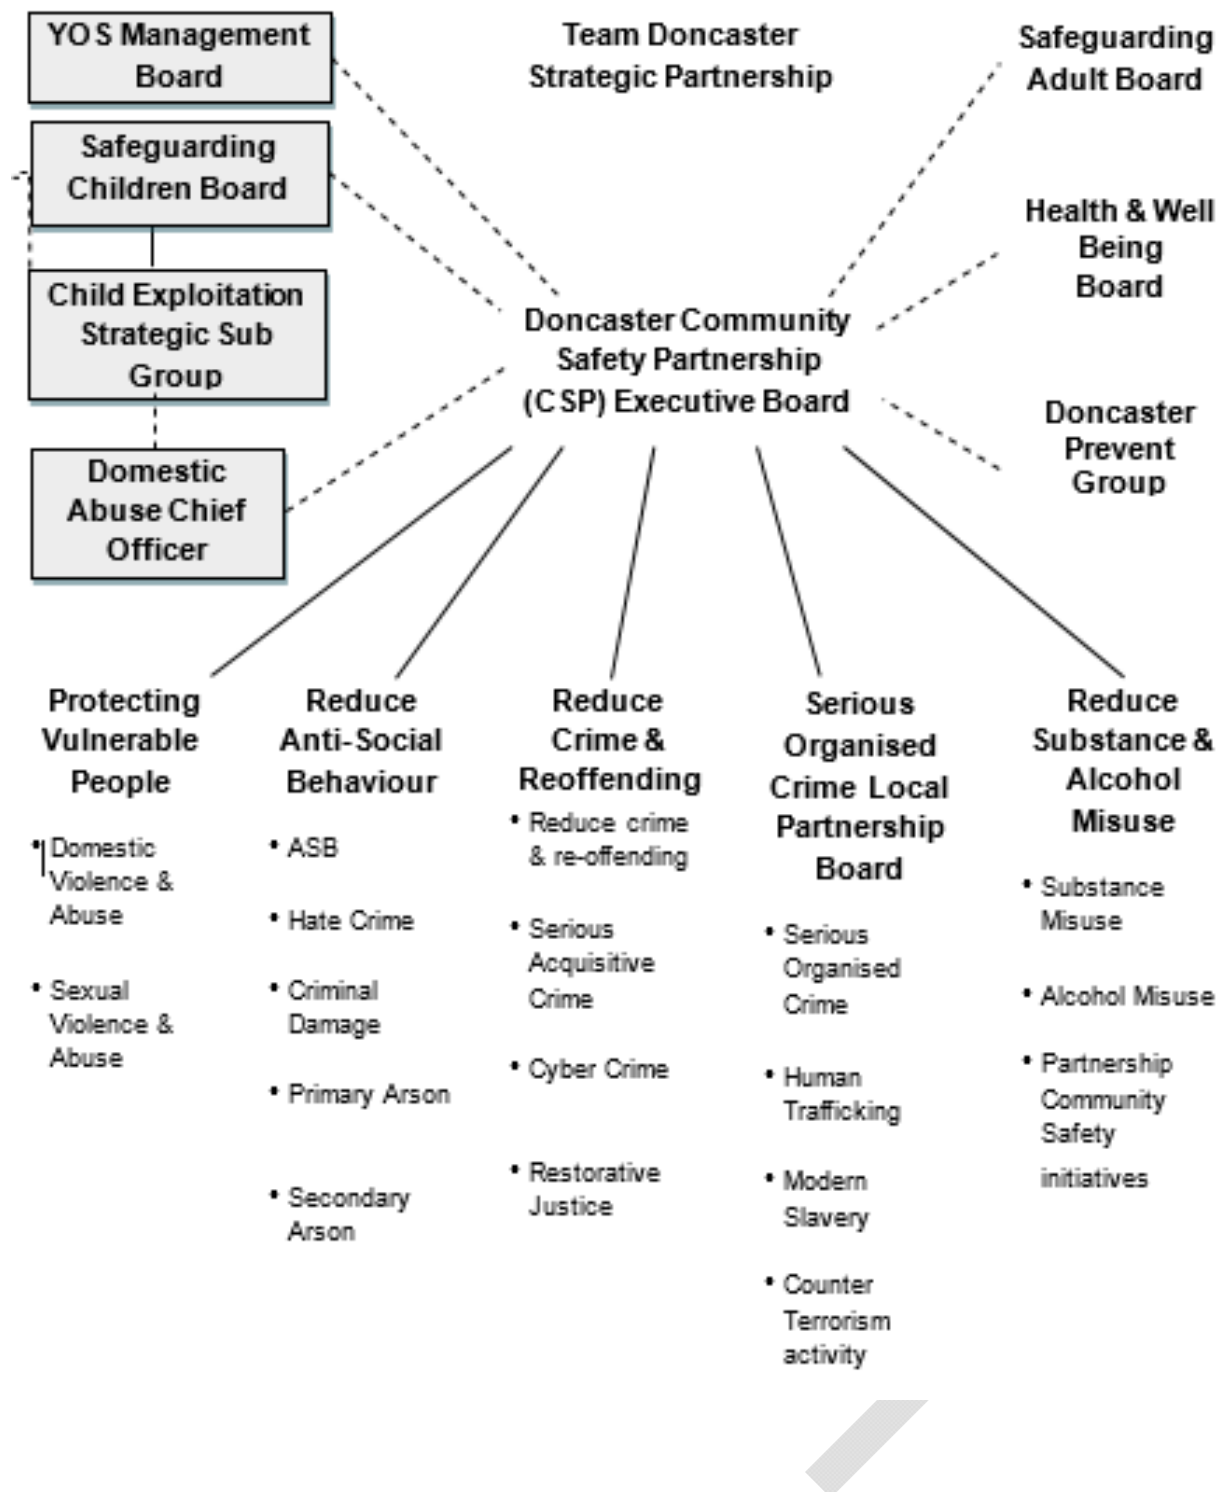 YOS Management
Board
Team Doncaster
Strategic Partnership
Safeguarding
Adult Board
Safeguarding
Children Board
Health & Well
Being
Board
Child Exploitation
Strategic Sub
Group
Doncaster Community
Safety Partnership
(CSP) Executive Board
Doncaster
Prevent
Group
Domestic
Abuse Chief
Officer
Protecting
Vulnerable
People
• Domestic
Violence &
Abuse
• Sexual
Violence &
Abuse
Reduce
Anti-Social
Behaviour
• ASB
• Hate Crime
• Criminal
Damage
• Primary Arson
• Secondary
Arson
Reduce
Crime &
Reoffending
• Reduce crime
& re-offending
• Serious
Acquisitive
Crime
• Cyber Crime
• Restorative
Justice
Serious
Organised
Crime Local
Partnership
Board
• Serious
Organised
Crime
• Human
Trafficking
• Modern
Slavery
• Counter
Terrorism
activity
Reduce
Substance &
Alcohol
Misuse
• Substance
Misuse
• Alcohol Misuse
• Partnership
Community
Safety
initiatives